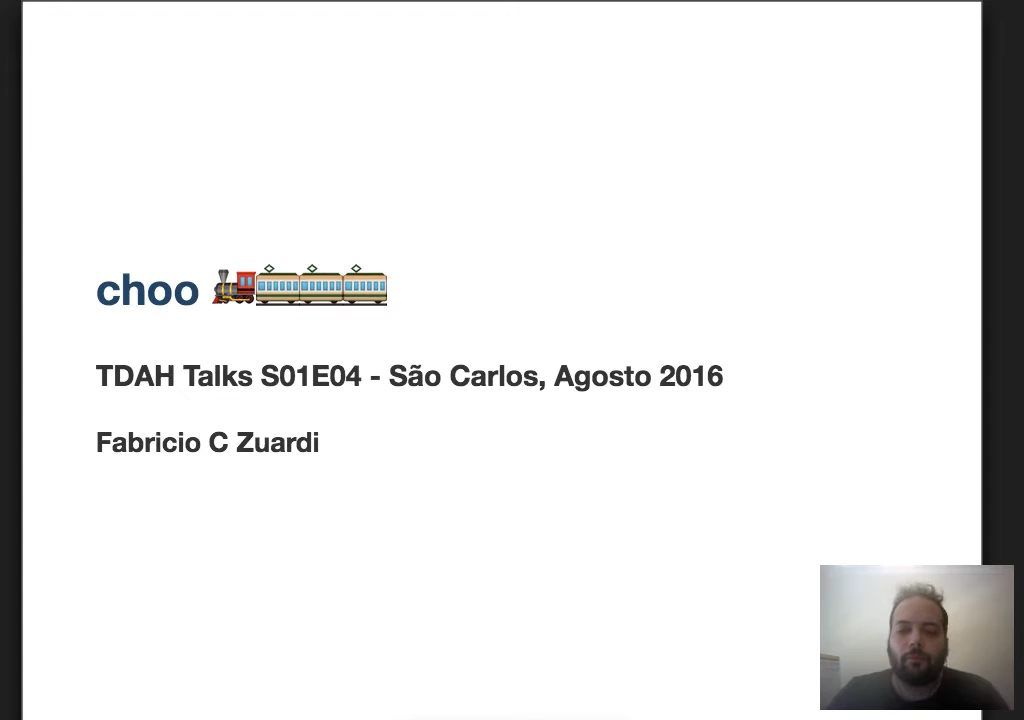 choo 🚂🚋🚋🚋
TDAH Talks S01E04 - São Carlos, Agosto 2016
Fabricio C Zuardi